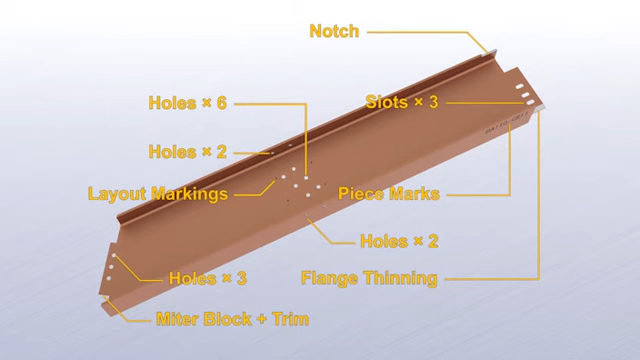 Notch
Holes × 6
Slots × 3
Holes × 2
Layout Markings
Piece Marks
Holes × 2
Holes × 3
Flange Thinning
Miter Block + Trim